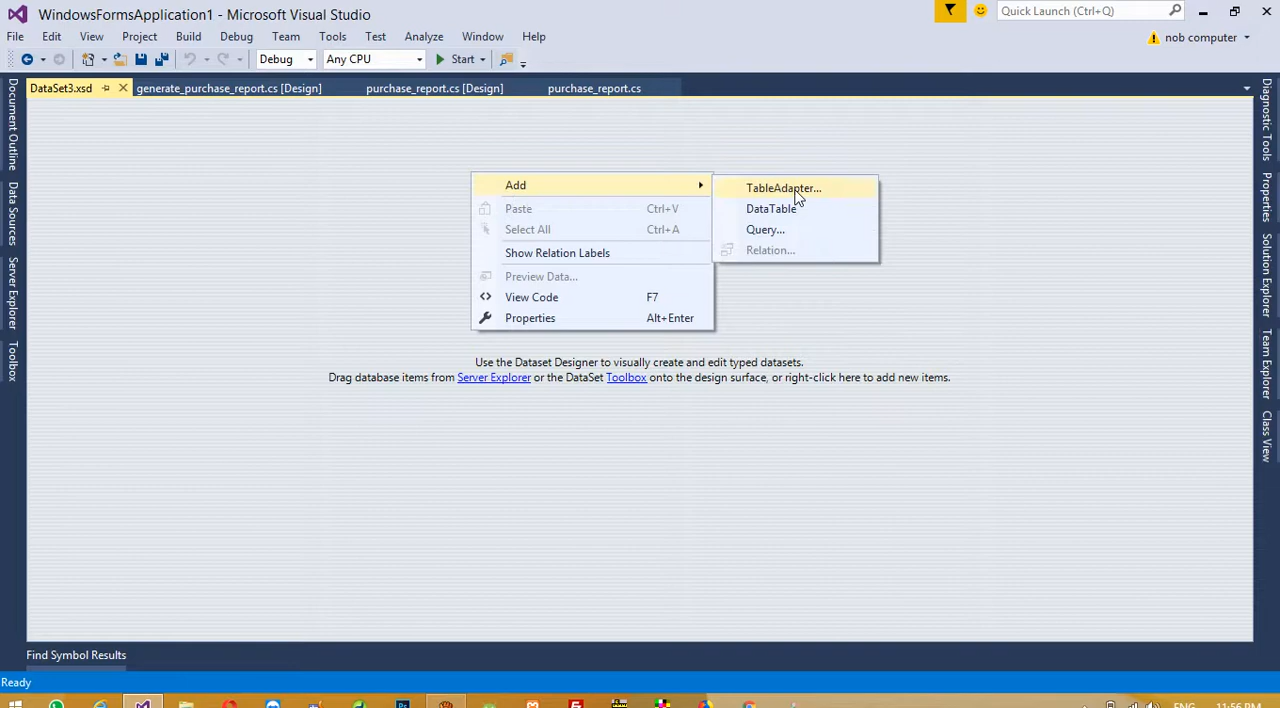 WindowsFormsApplication1 - Microsoft Visual Studio
Quick Launch (Ctrl+Q)
File Edit View Project Build Debug Team Tools Test Analyze Window Help
nob computer
Debug Any CPU Start
DataSet3.xsd generate_purchase_report.cs [Design] purchase_report.cs [Design] purchase_report.cs
Document Outline
Data Sources
Server Explorer
Toolbox
Add
Paste Ctrl+V
Select All Ctrl+A
Show Relation Labels
Preview Data...
View Code F7
Properties Alt+Enter
TableAdapter...
DataTable
Query...
Relation...
Use the Dataset Designer to visually create and edit typed datasets.
Drag database items from Server Explorer or the DataSet Toolbox onto the design surface, or right-click here to add new items.
Diagnostic Tools
Properties
Solution Explorer
Team Explorer
Class View
Find Symbol Results
Ready
ENG 11:56 PM